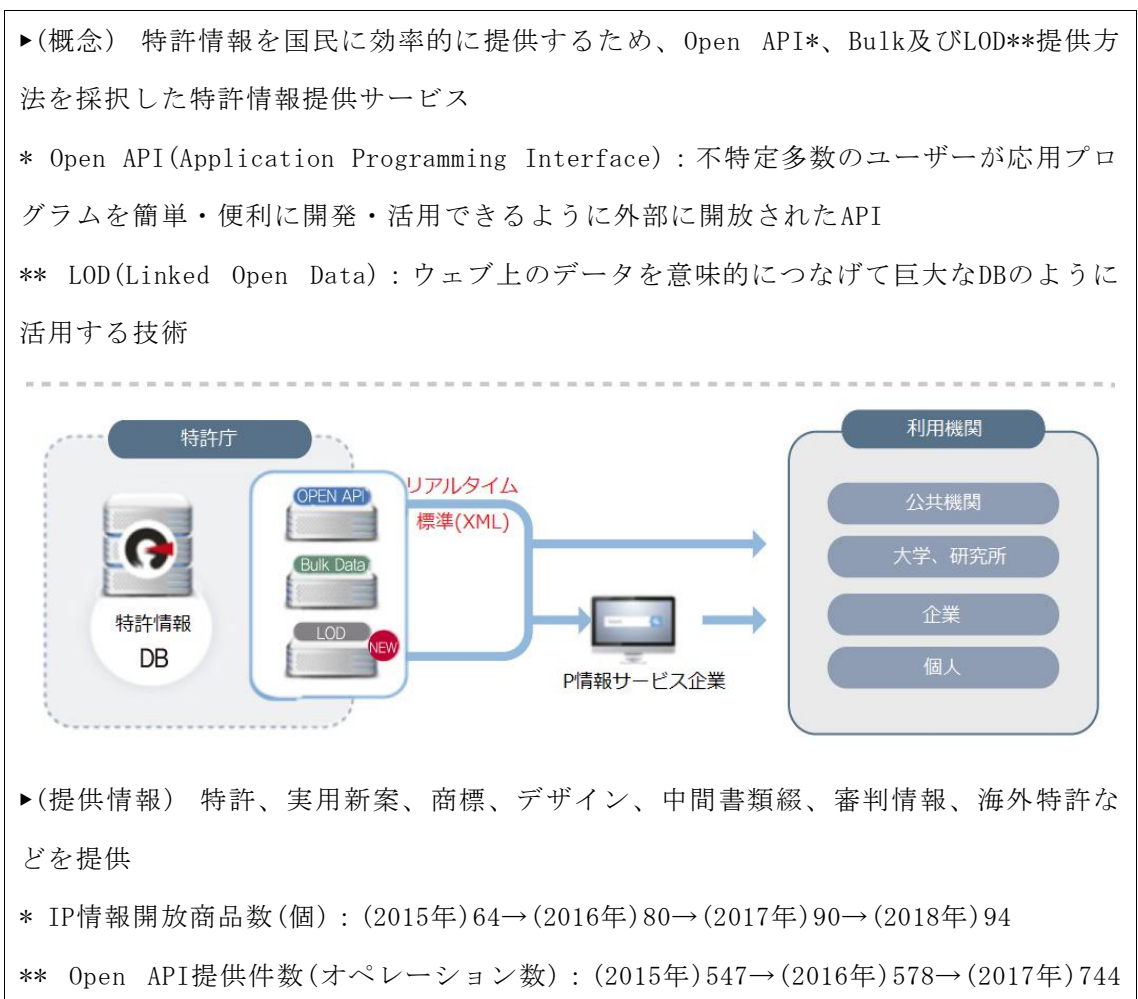 ▶(概念) 特許情報を国民に効率的に提供するため、Open API*、Bulk及びLOD**提供方
法を採択した特許情報提供サービス
* Open API(Application Programming Interface)：不特定多数のユーザーが応用プロ
グラムを簡単・便利に開発・活用できるように外部に開放されたAPI
** LOD(Linked Open Data)：ウェブ上のデータを意味的につなげて巨大なDBのように
活用する技術
特許庁
特許情報
DB
OPEN API
Bulk Data
LOD
NEW
リアルタイム
標準(XML)
Search
P情報サービス企業
利用機関
公共機関
大学、研究所
企業
個人
▶(提供情報) 特許、実用新案、商標、デザイン、中間書類綴、審判情報、海外特許な
どを提供
* IP情報開放商品数(個)：(2015年)64→(2016年)80→(2017年)90→(2018年)94
** Open API提供件数(オペレーション数)：(2015年)547→(2016年)578→(2017年)744